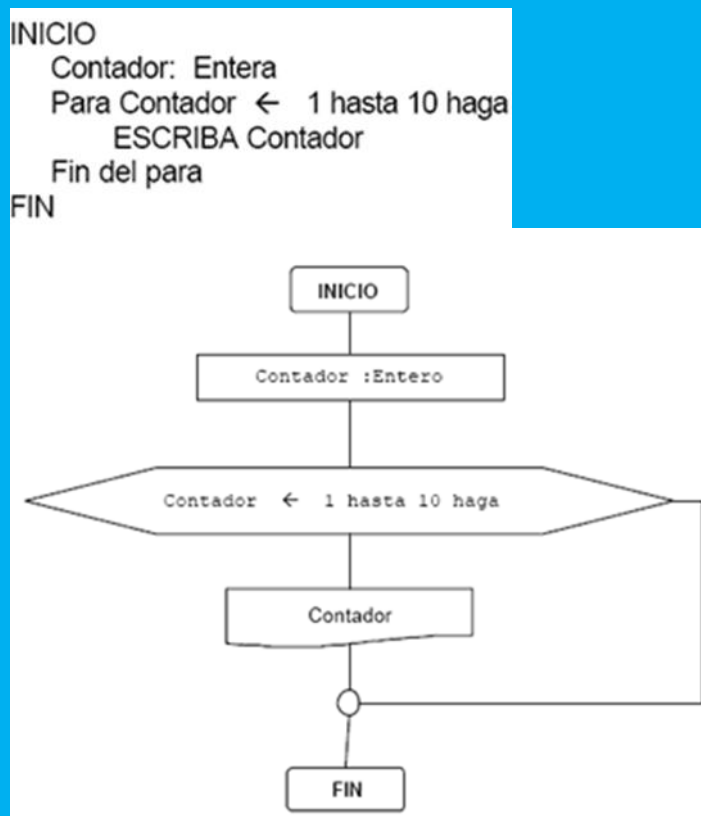 INICIO
Contador: Entera
Para Contador ← 1 hasta 10 haga
ESCRIBA Contador
Fin del para
FIN
INICIO
Contador :Entero
Contador ← 1 hasta 10 haga
Contador
FIN